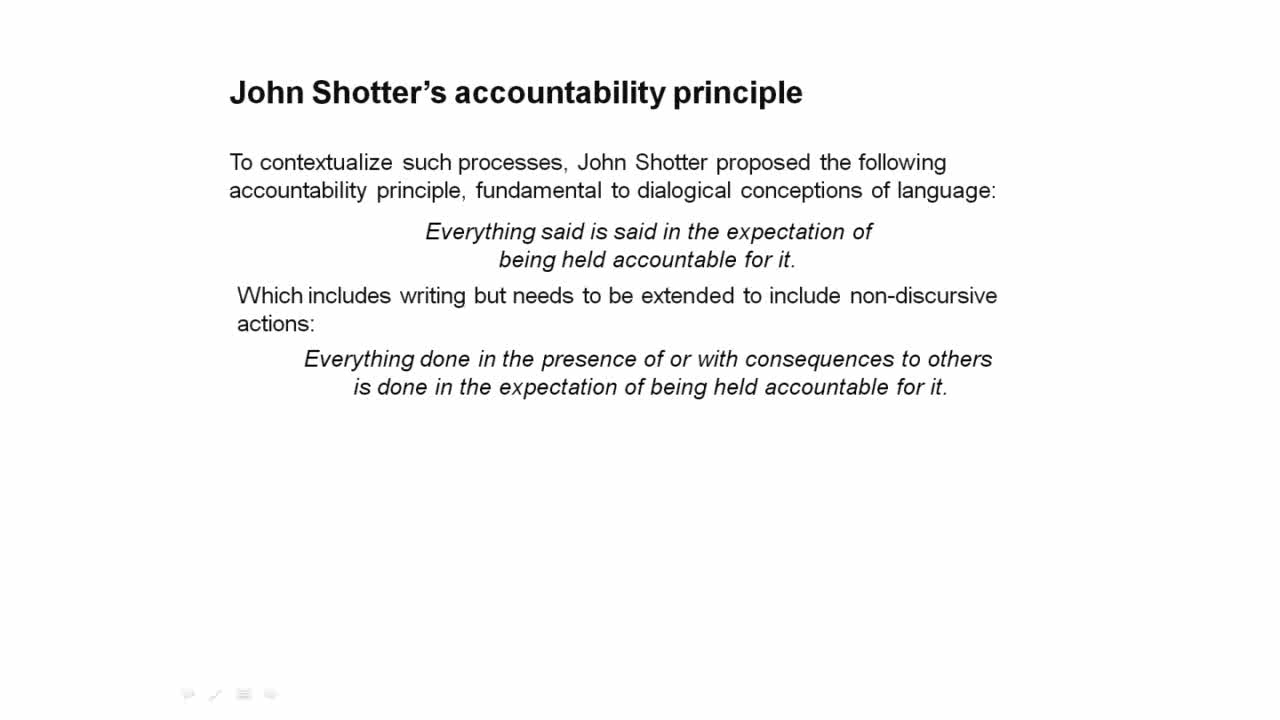 John Shotter’s accountability principle
To contextualize such processes, John Shotter proposed the following
accountability principle, fundamental to dialogical conceptions of language:
Everything said is said in the expectation of
being held accountable for it.
Which includes writing but needs to be extended to include non-discursive
actions:
Everything done in the presence of or with consequences to others
is done in the expectation of being held accountable for it.